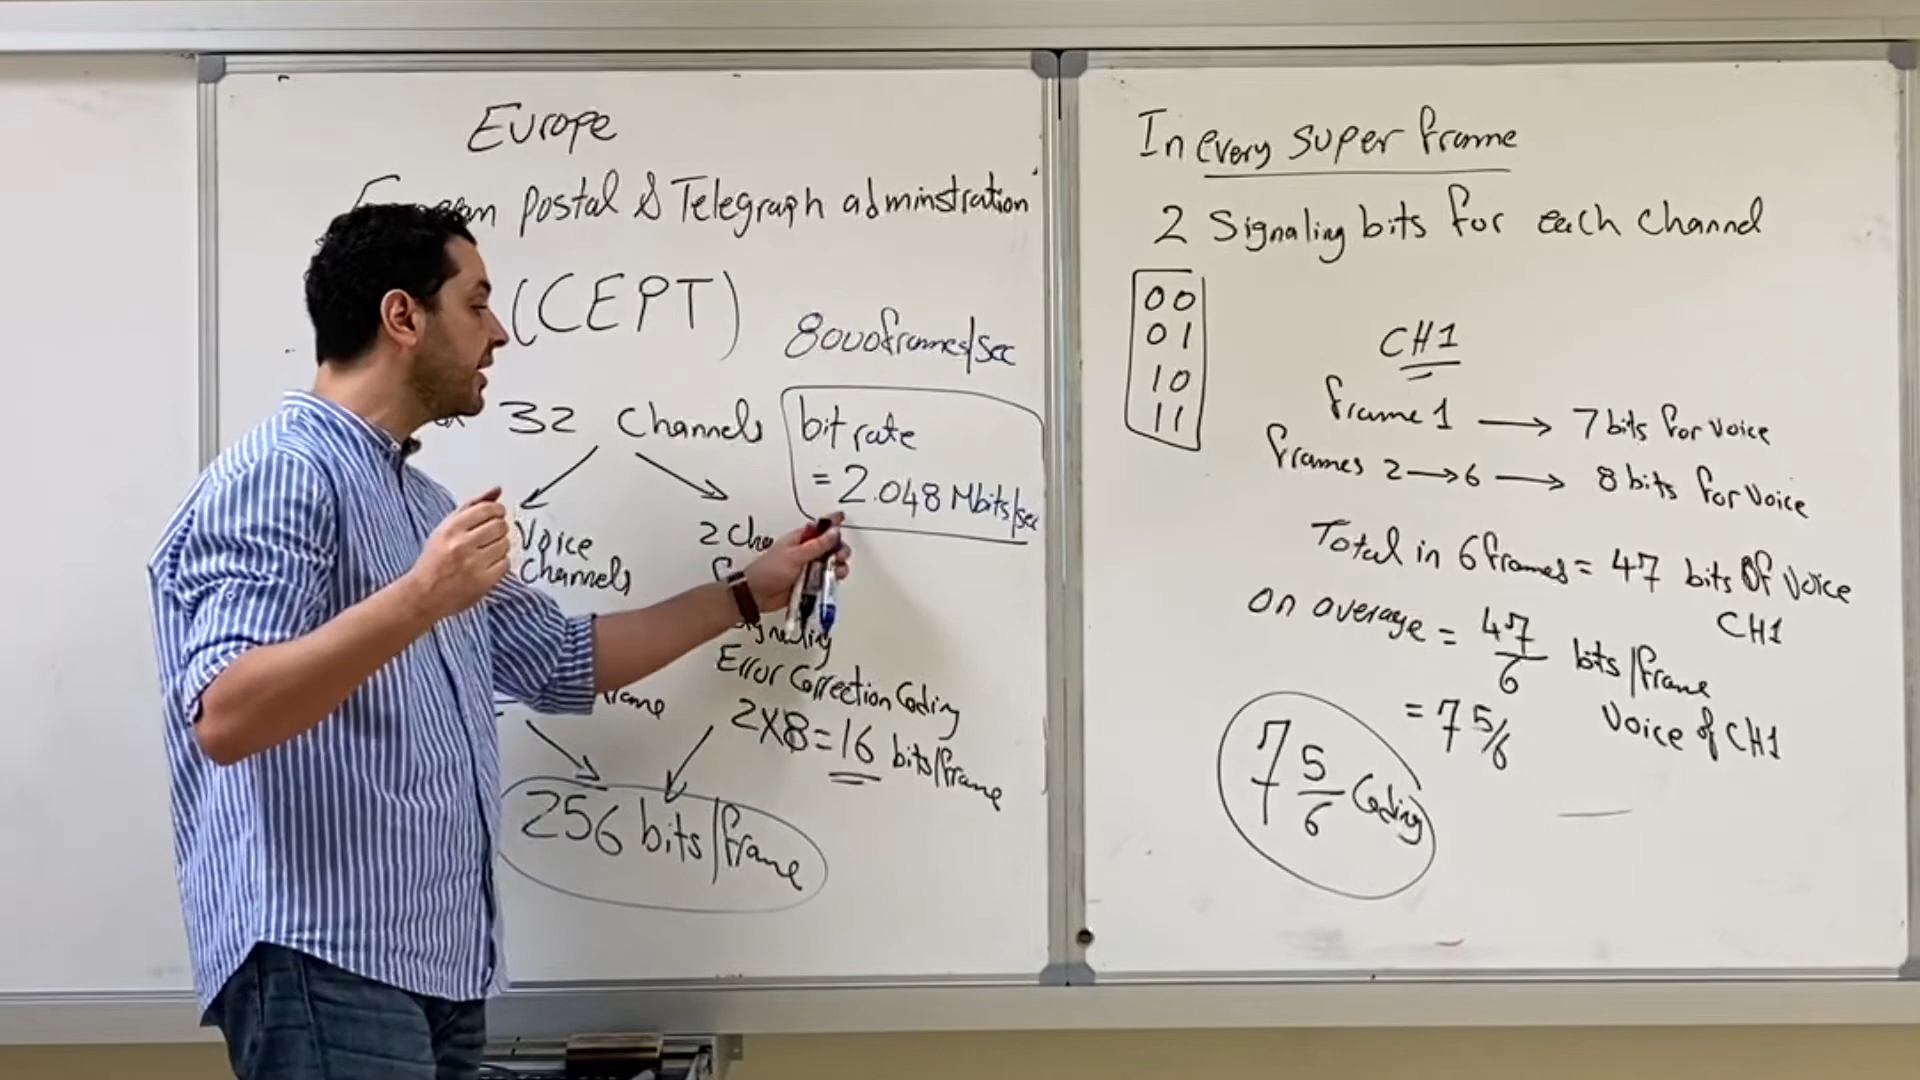 Europe
Postal & Telegraph adminstration
(CEPT)
8000frames/sec
32 Channels
bit rate
= 2.048 Mbits/sec
Voice
Channels
2
Signaling
Error Correction Coding
2X8=16 bits/frame
256 bits/frame
In every super frame
2 Signaling bits for each channel
00
01
10
11
CH1
frame 1 → 7 bits for voice
frames 2→6 → 8 bits for voice
Total in 6 frames = 47 bits of voice
CH1
on average = 47/6 bits/frame
= 7 5/6 Voice of CH1
7 5/6 Coding